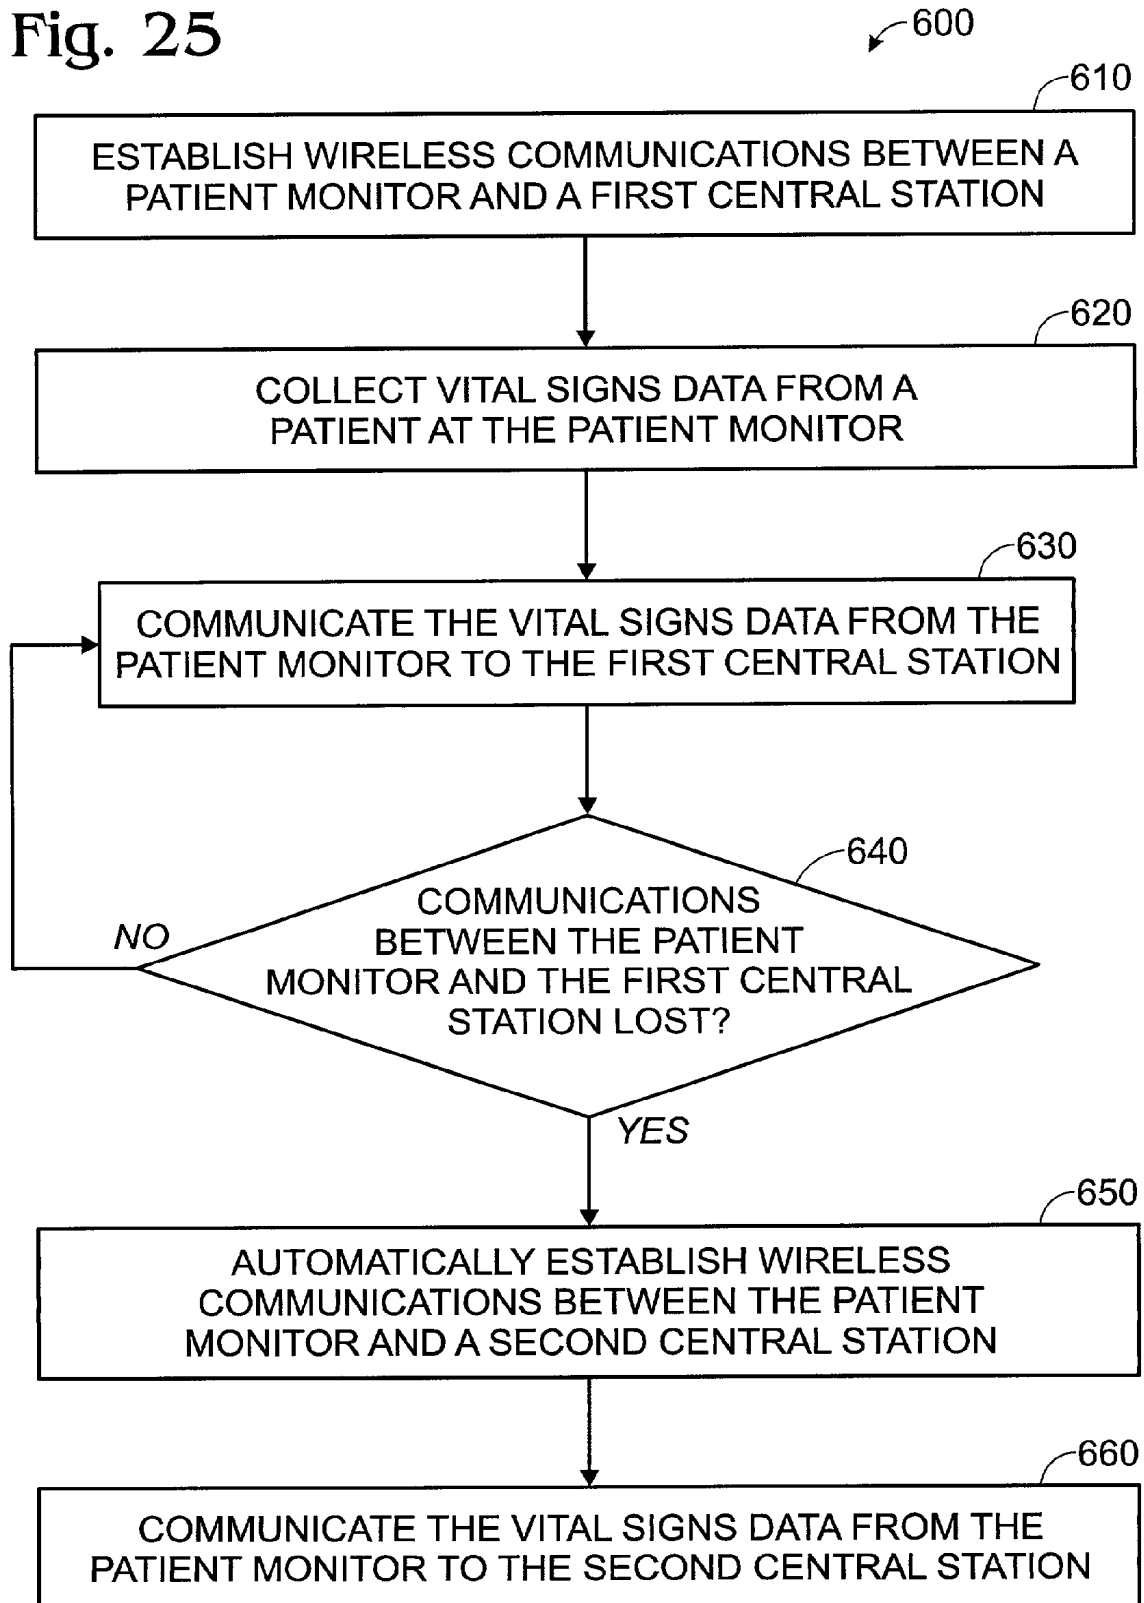 Fig. 25
600
610
ESTABLISH WIRELESS COMMUNICATIONS BETWEEN A
PATIENT MONITOR AND A FIRST CENTRAL STATION
620
COLLECT VITAL SIGNS DATA FROM A
PATIENT AT THE PATIENT MONITOR
630
COMMUNICATE THE VITAL SIGNS DATA FROM THE
PATIENT MONITOR TO THE FIRST CENTRAL STATION
640
COMMUNICATIONS
BETWEEN THE PATIENT
MONITOR AND THE FIRST CENTRAL
STATION LOST?
NO
YES
650
AUTOMATICALLY ESTABLISH WIRELESS
COMMUNICATIONS BETWEEN THE PATIENT
MONITOR AND A SECOND CENTRAL STATION
660
COMMUNICATE THE VITAL SIGNS DATA FROM THE
PATIENT MONITOR TO THE SECOND CENTRAL STATION